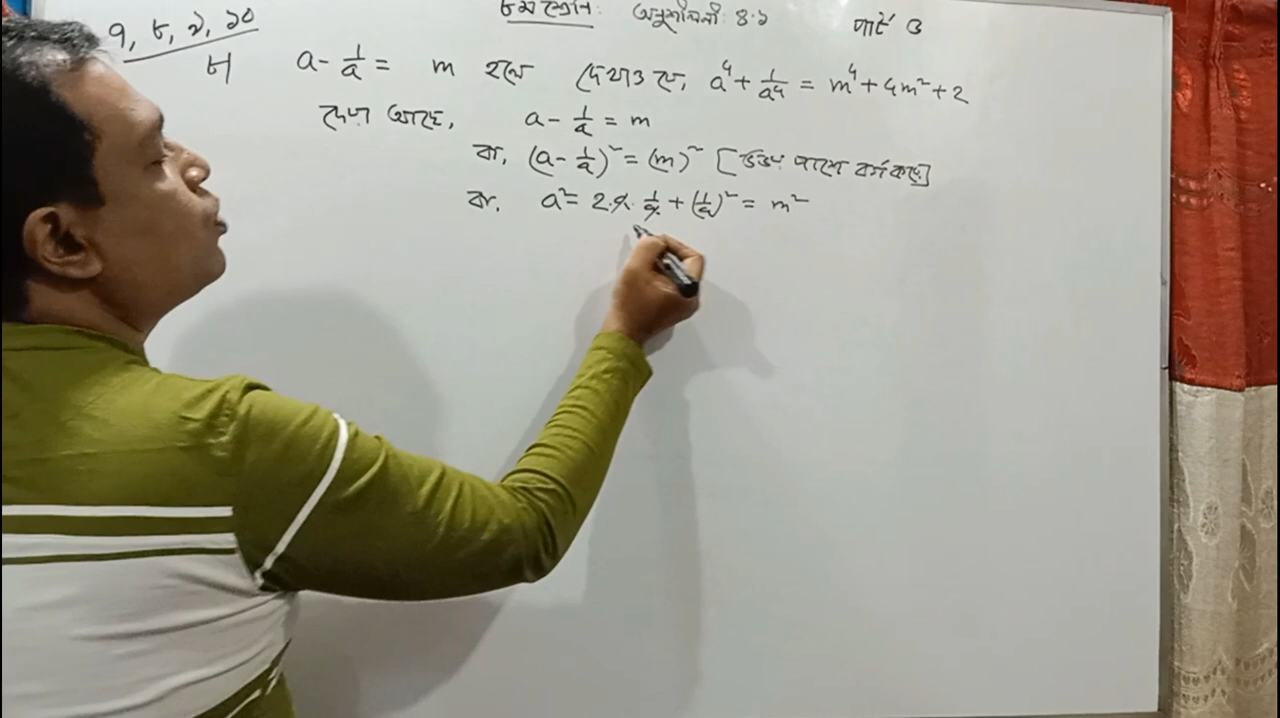 ৮ম শ্রেণি: অনুশীলনী: ৪.১ পার্ট ৩
৭, ৮, ৯, ১০
৮। a - 1/a = m হলে দেখাও যে, a⁴ + 1/a⁴ = m⁴ + 4m² + 2
দেওয়া আছে, a - 1/a = m
বা, (a - 1/a)² = (m)² [উভয় পাশে বর্গ করে]
বা, a² = 2.a. 1/a + (1/a)² = m²